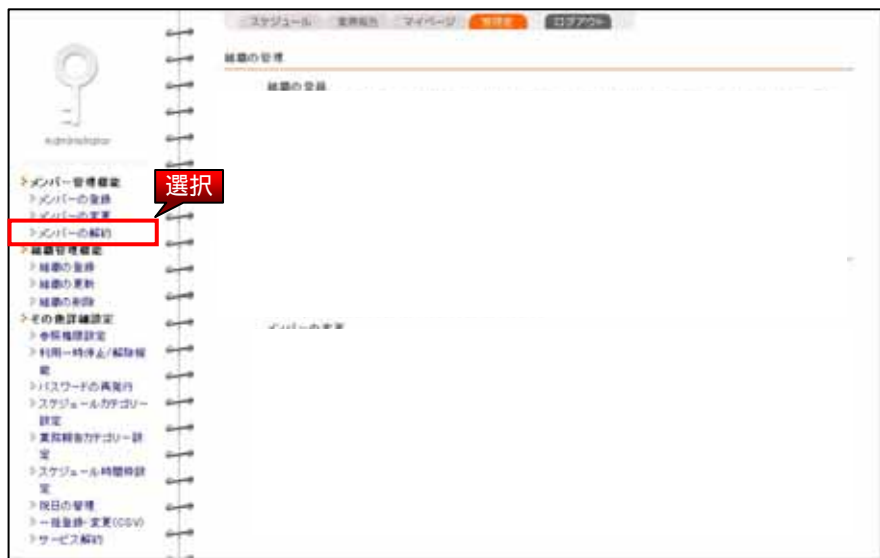 スケジュール 業務報告 マイページ 管理者 ログアウト
組織の管理
組織の登録
Administrator
メンバー管理機能
選択
メンバーの登録
メンバーの変更
メンバーの解約
組織管理機能
組織の登録
組織の更新
組織の削除
その他詳細設定
参照権限設定
利用一時停止/解除機
能
パスワードの再発行
スケジュールカテゴリー
設定
業務報告カテゴリー設
定
スケジュール時間枠設
定
祝日の管理
一括登録・変更(CSV)
サービス解約
メンバーの変更